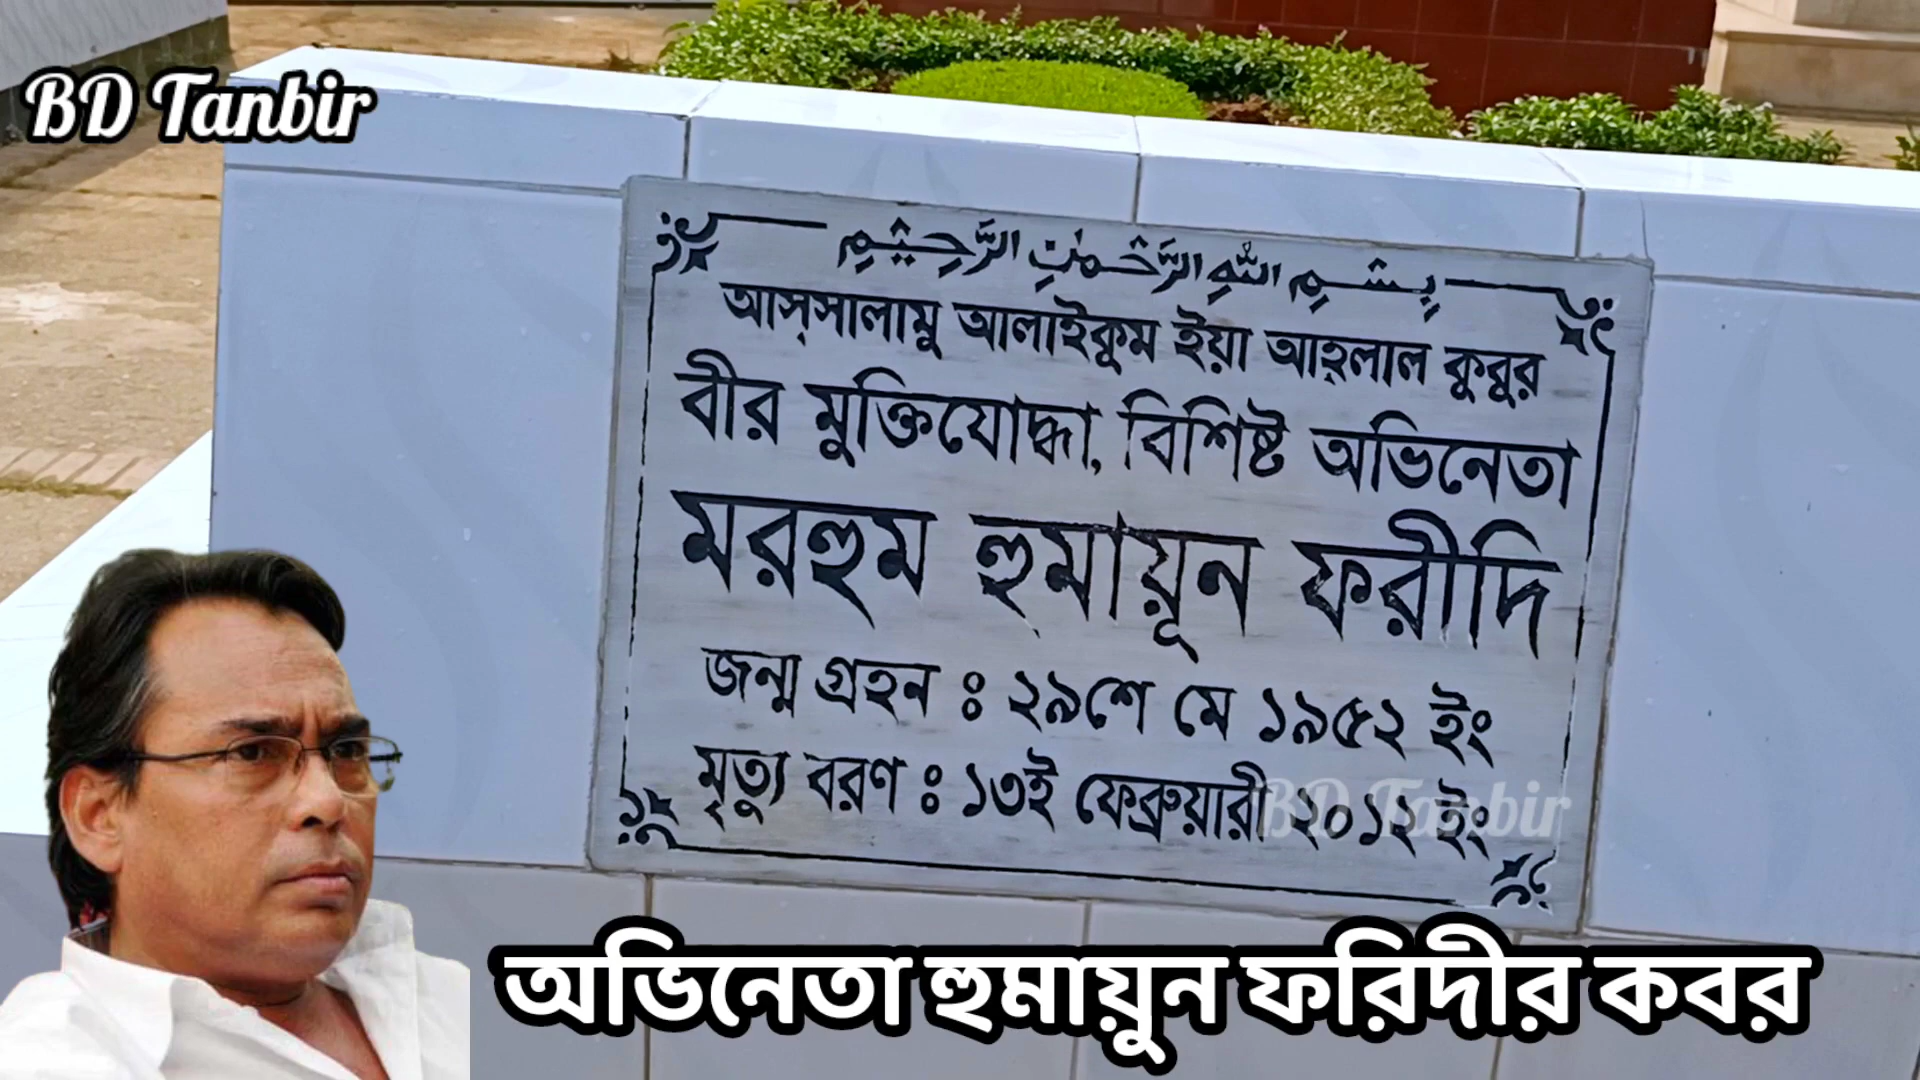 BD Tanbir
بِسْمِ اللهِ الرَّحْمٰنِ الرَّحِيْمِ
আস্সালামু আলাইকুম ইয়া আহ্লাল কুবুর
বীর মুক্তিযোদ্ধা, বিশিষ্ট অভিনেতা
মরহুম হুমায়ূন ফরীদি
জন্ম গ্রহন ঃ ২৯শে মে ১৯৫২ ইং
মৃত্যু বরণ ঃ ১৩ই ফেব্রুয়ারী ২০১২ ইং
BD Tanbir
অভিনেতা হুমায়ুন ফরিদীর কবর